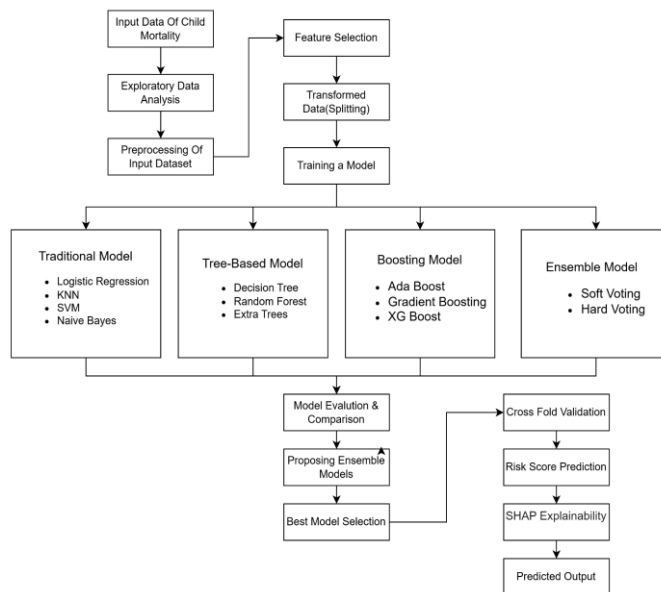 Input Data Of Child
Mortality
Exploratory Data
Analysis
Preprocessing Of
Input Dataset
Feature Selection
Transformed
Data(Splitting)
Training a Model
Traditional Model
• Logistic Regression
• KNN
• SVM
• Naive Bayes
Tree-Based Model
• Decision Tree
• Random Forest
• Extra Trees
Boosting Model
• Ada Boost
• Gradient Boosting
• XG Boost
Ensemble Model
• Soft Voting
• Hard Voting
Model Evalution &
Comparison
Proposing Ensemble
Models
Best Model Selection
Cross Fold Validation
Risk Score Prediction
SHAP Explainability
Predicted Output